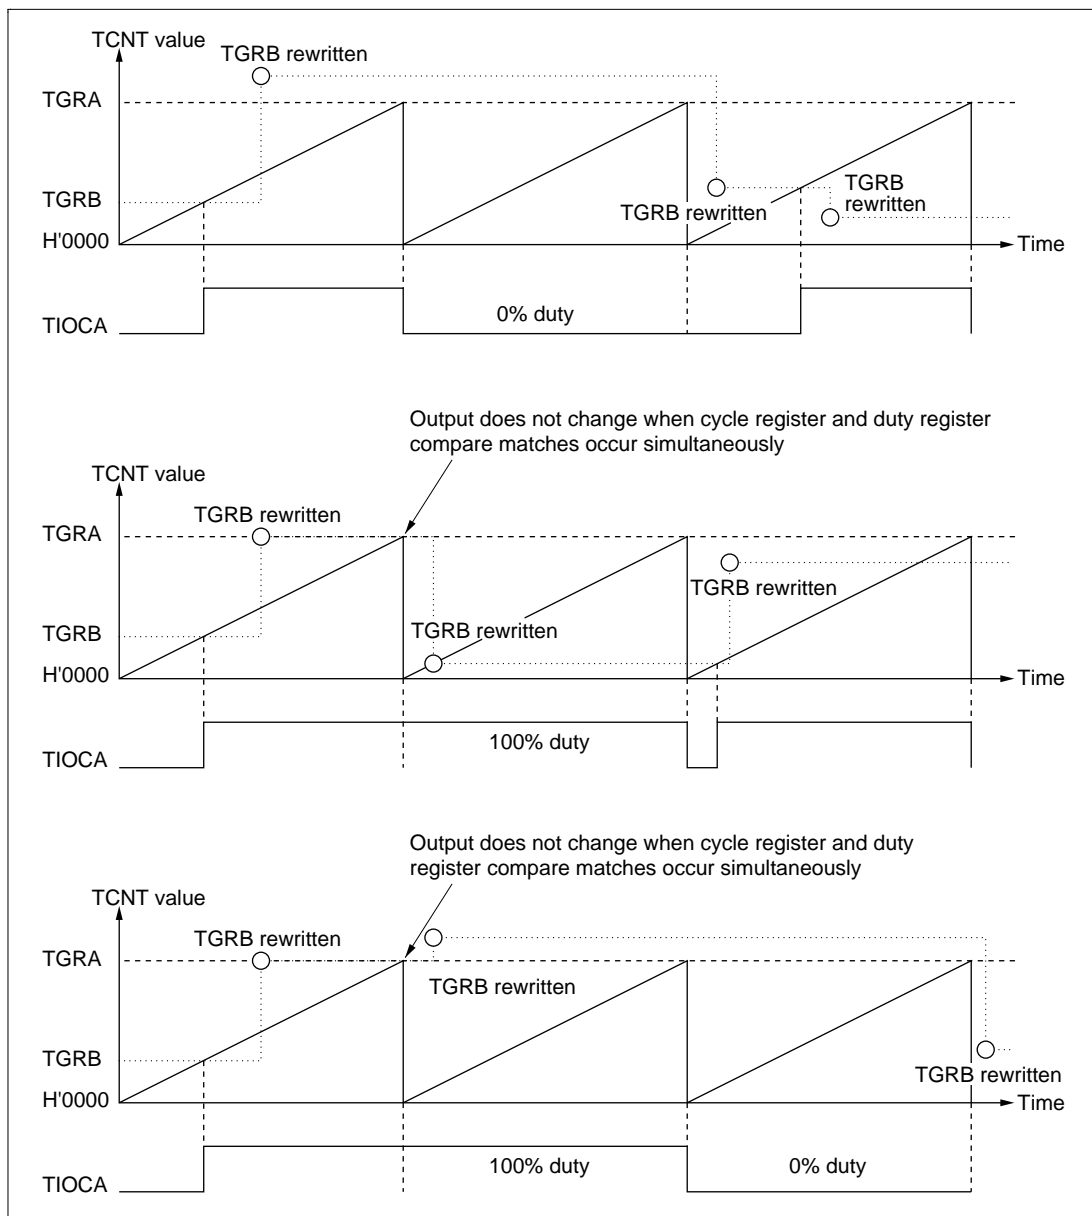 TCNT value
TGRB rewritten
TGRA
TGRB
TGRB rewritten
TGRB
rewritten
H'0000
Time
TIOCA
0% duty
Output does not change when cycle register and duty register
compare matches occur simultaneously
TCNT value
TGRB rewritten
TGRA
TGRB rewritten
TGRB
TGRB rewritten
H'0000
Time
TIOCA
100% duty
Output does not change when cycle register and duty
register compare matches occur simultaneously
TCNT value
TGRB rewritten
TGRA
TGRB rewritten
TGRB
TGRB rewritten
H'0000
Time
TIOCA
100% duty
0% duty